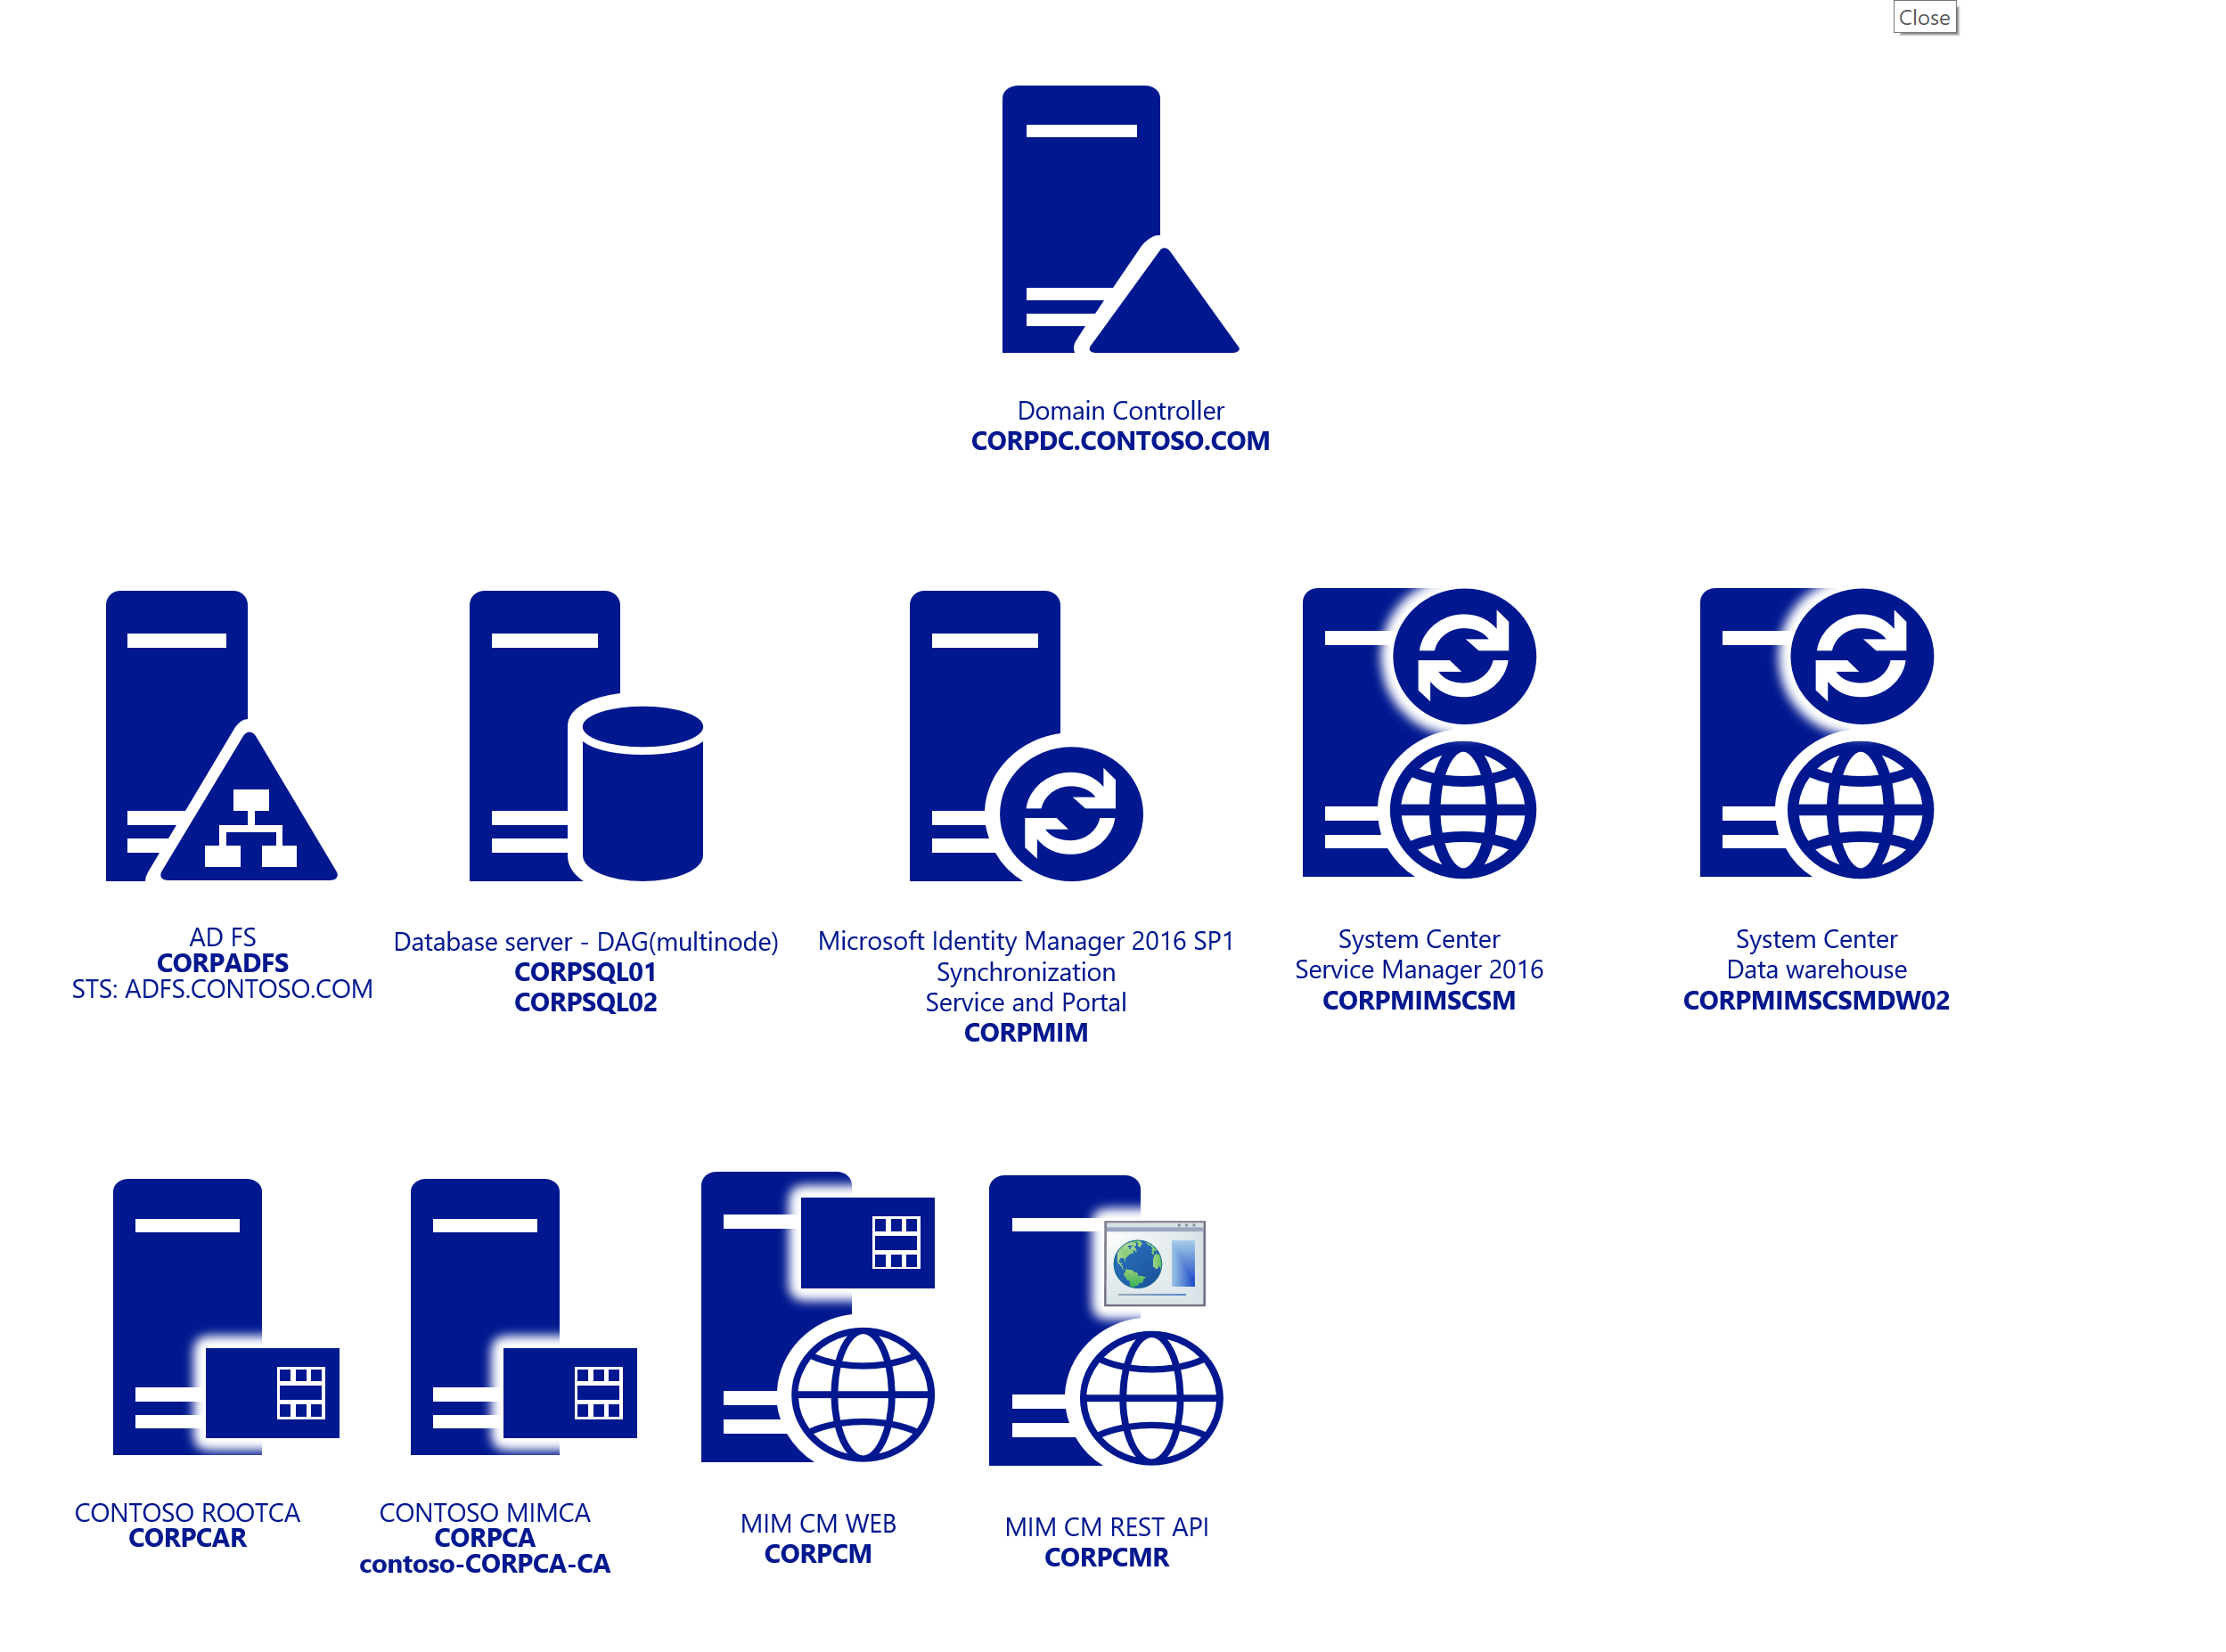 Close
Domain Controller
CORPDC.CONTOSO.COM
AD FS
CORPADFS
STS: ADFS.CONTOSO.COM
Database server - DAG(multinode)
CORPSQL01
CORPSQL02
Microsoft Identity Manager 2016 SP1
Synchronization
Service and Portal
CORPMIM
System Center
Service Manager 2016
CORPMIMSCSM
System Center
Data warehouse
CORPMIMSCSMDW02
CONTOSO ROOTCA
CORPCAR
CONTOSO MIMCA
CORPCA
contoso-CORPCA-CA
MIM CM WEB
CORPCM
MIM CM REST API
CORPCMR